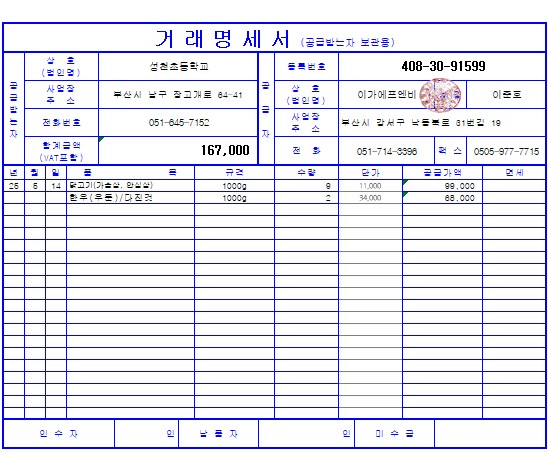 거 래 명 세 서 (공급받는자 보관용)
공급받는자
상 호
(법인명)
성천초등학교
공급자
등록번호
408-30-91599
사업장
주 소
부산시 남구 장고개로 64-41
상 호
(법인명)
이가에프엔비
이준호
전화번호
051-645-7152
사업장
주 소
부산시 강서구 낙동북로 81번길 19
합계금액
(VAT포함)
167,000
전 화
051-714-3396
팩 스
0505-977-7715
년 월 일 품 목 규격 수량 단가 공급가액 면세
25 5 14 닭고기(가슴살, 안심살) 1000g 9 11,000 99,000
한우(우둔)/다진것 1000g 2 34,000 68,000
인 수 자 인 납 품 자 인 미 수 금